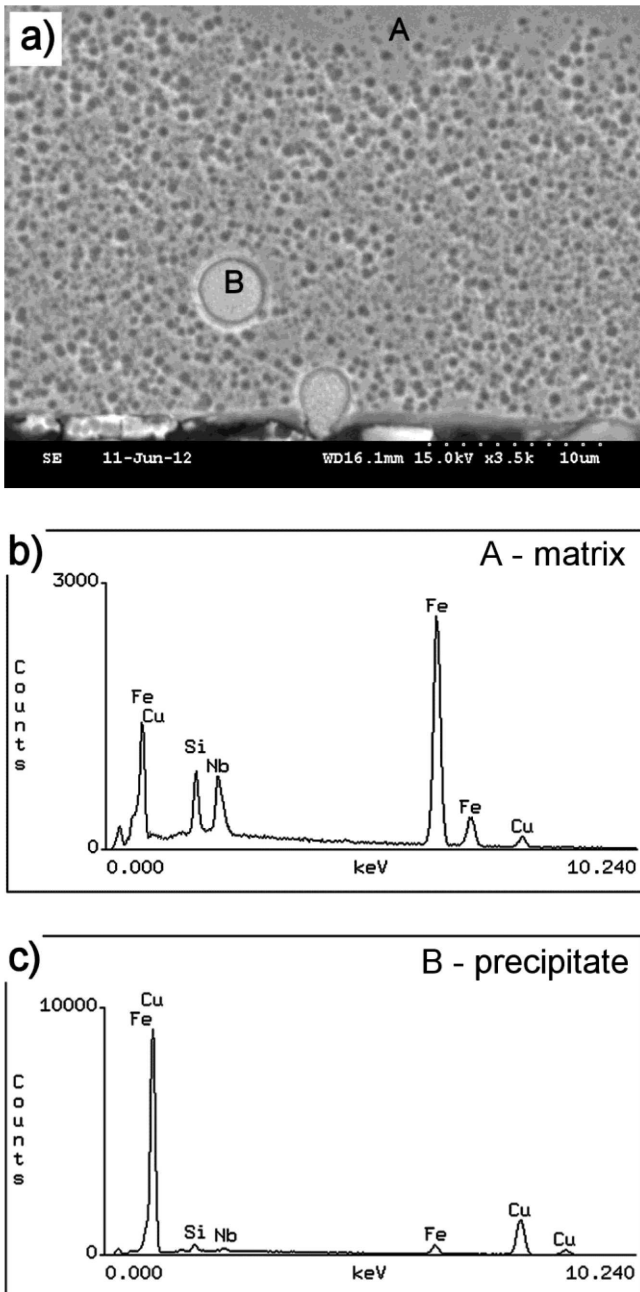 a)
A
B
SE 11-Jun-12 WD16.1mm 15.0kV x3.5k 10um
b)
A - matrix
3000
Counts
Fe
Fe
Cu
Si
Nb
Fe
Cu
0
0.000 keV 10.240
c)
B - precipitate
10000
Counts
Cu
Fe
Si
Nb
Fe
Cu
Cu
0
0.000 keV 10.240